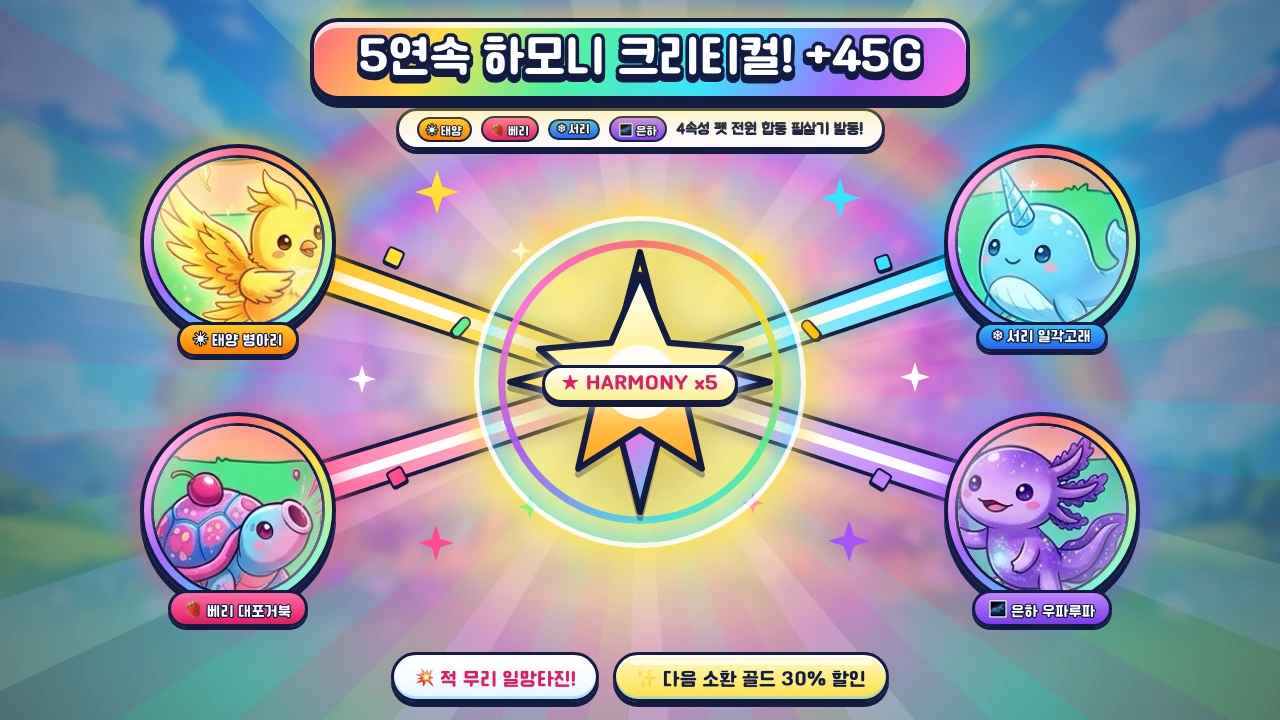 5연속 하모니 크리티컬! +45G
태양 베리 서리 은하 4속성 펫 전원 합동 필살기 발동!
태양 병아리
서리 일각고래
★ HARMONY x5
베리 대포거북
은하 우파루파
적 무리 일망타진!
다음 소환 골드 30% 할인